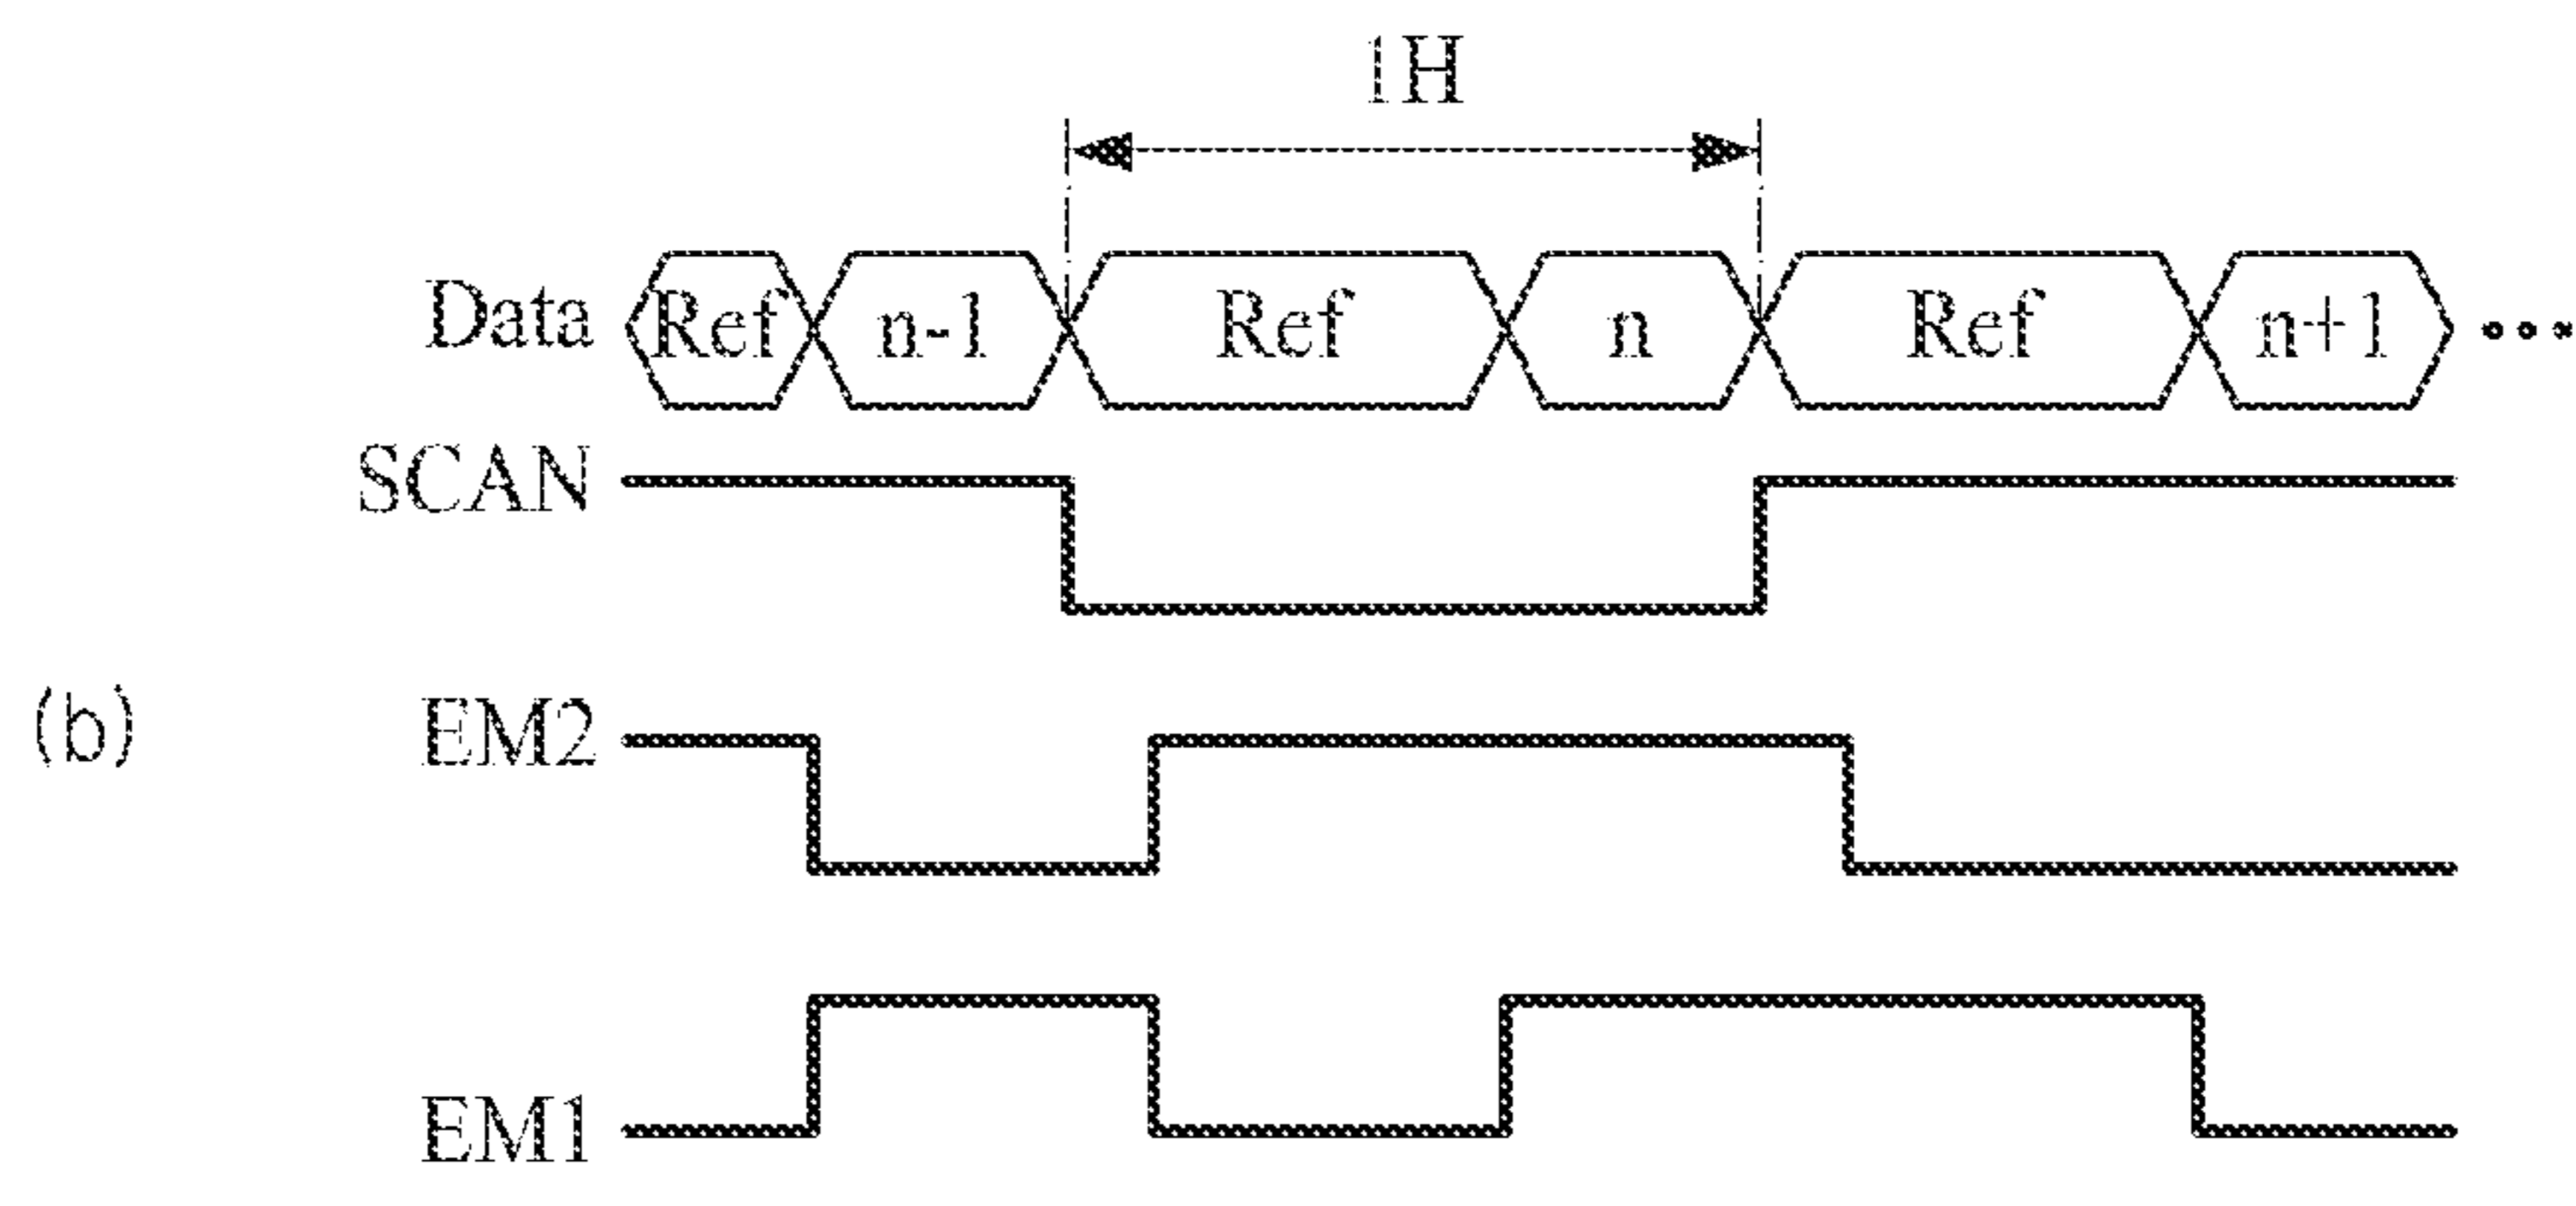 1H
Data Ref n-1 Ref n Ref n+1 •••
SCAN
(b) EM2
EM1